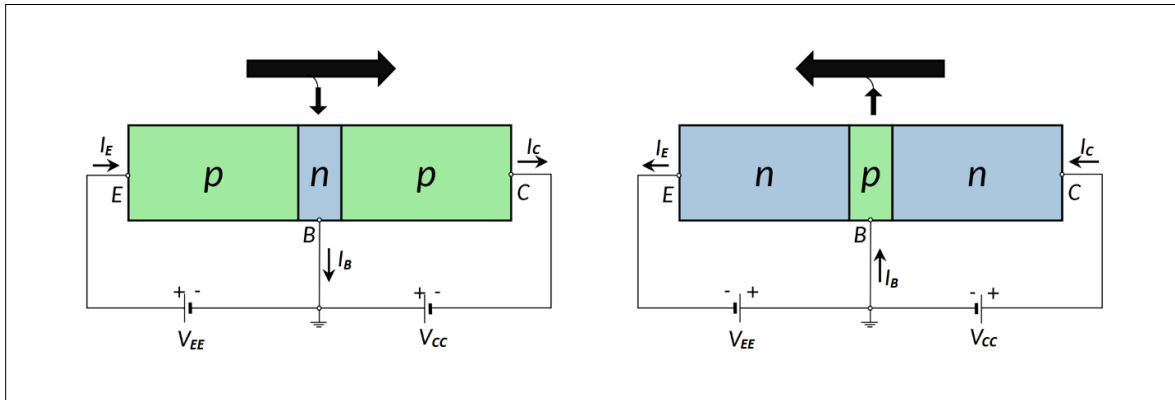 I_E p n p I_C
E C
B
I_B
+ - + -
V_EE V_CC
I_E n p n I_C
E C
B
I_B
- + - +
V_EE V_CC